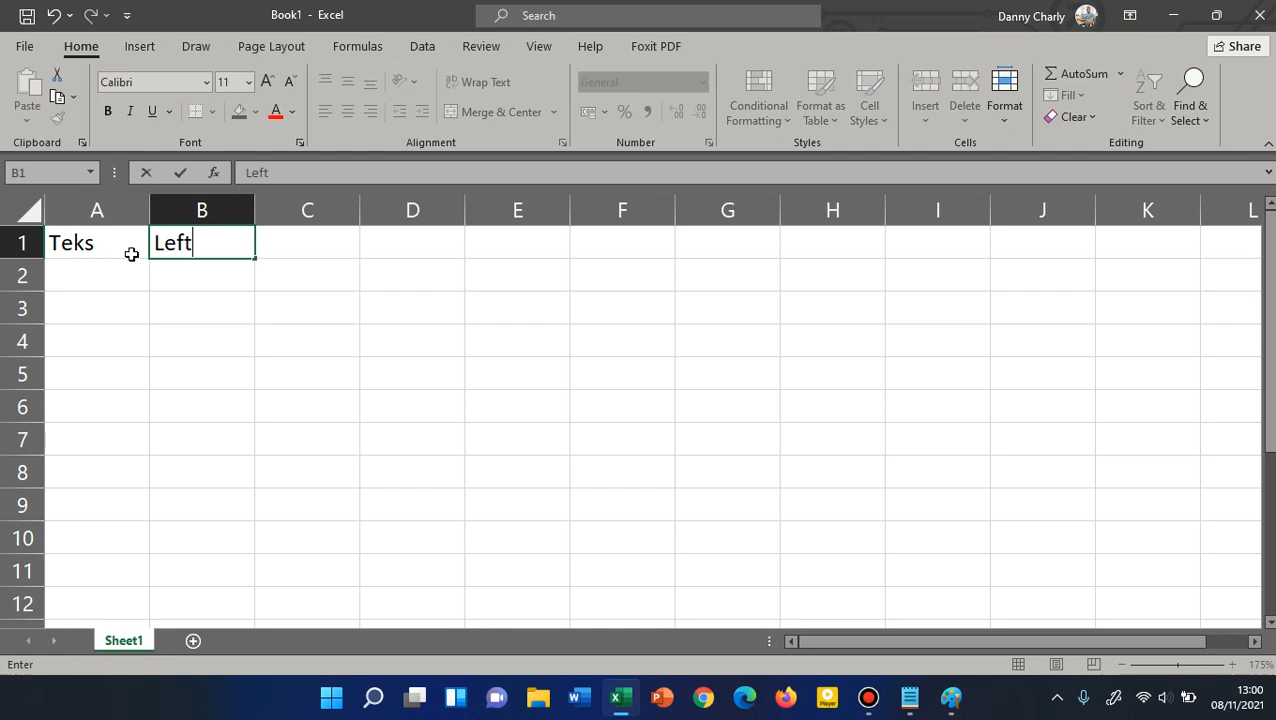 Book1 - Excel
Search
Danny Charly
File Home Insert Draw Page Layout Formulas Data Review View Help Foxit PDF Share
Calibri 11 Wrap Text General AutoSum
Fill
Clear
Paste B I U Merge & Center % Conditional Formatting Format as Table Cell Styles Insert Delete Format Sort & Filter Find & Select
Clipboard Font Alignment Number Styles Cells Editing
B1 fx Left
A B C D E F G H I J K L
1 Teks Left
2
3
4
5
6
7
8
9
10
11
12
Sheet1
Enter 175%
13:00
08/11/2021